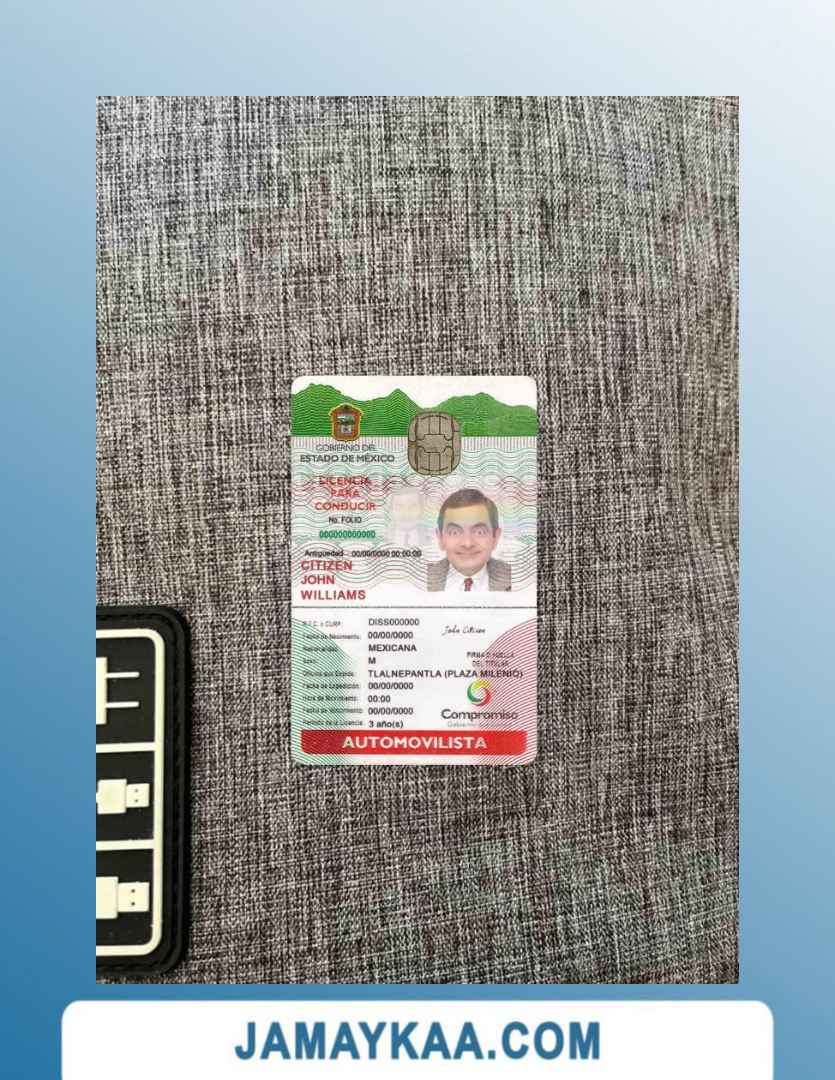 GOBIERNO DEL
ESTADO DE MÉXICO
LICENCIA
PARA
CONDUCIR
No. FOLIO
000000000000
Antigüedad 00/00/0000 00:00:00
CITIZEN
JOHN
WILLIAMS
R.F.C. o CURP: DISS000000
Fecha de Nacimiento: 00/00/0000
Nacionalidad: MEXICANA
Sexo: M
Oficina que Expide: TLALNEPANTLA (PLAZA MILENIO)
Fecha de Expedición: 00/00/0000
Hora de Movimiento: 00:00
Fecha de Vencimiento: 00/00/0000
Periodo de la Licencia: 3 año(s)
John Citizen
FIRMA O HUELLA
DEL TITULAR
Compromiso
AUTOMOVILISTA
JAMAYKAA.COM